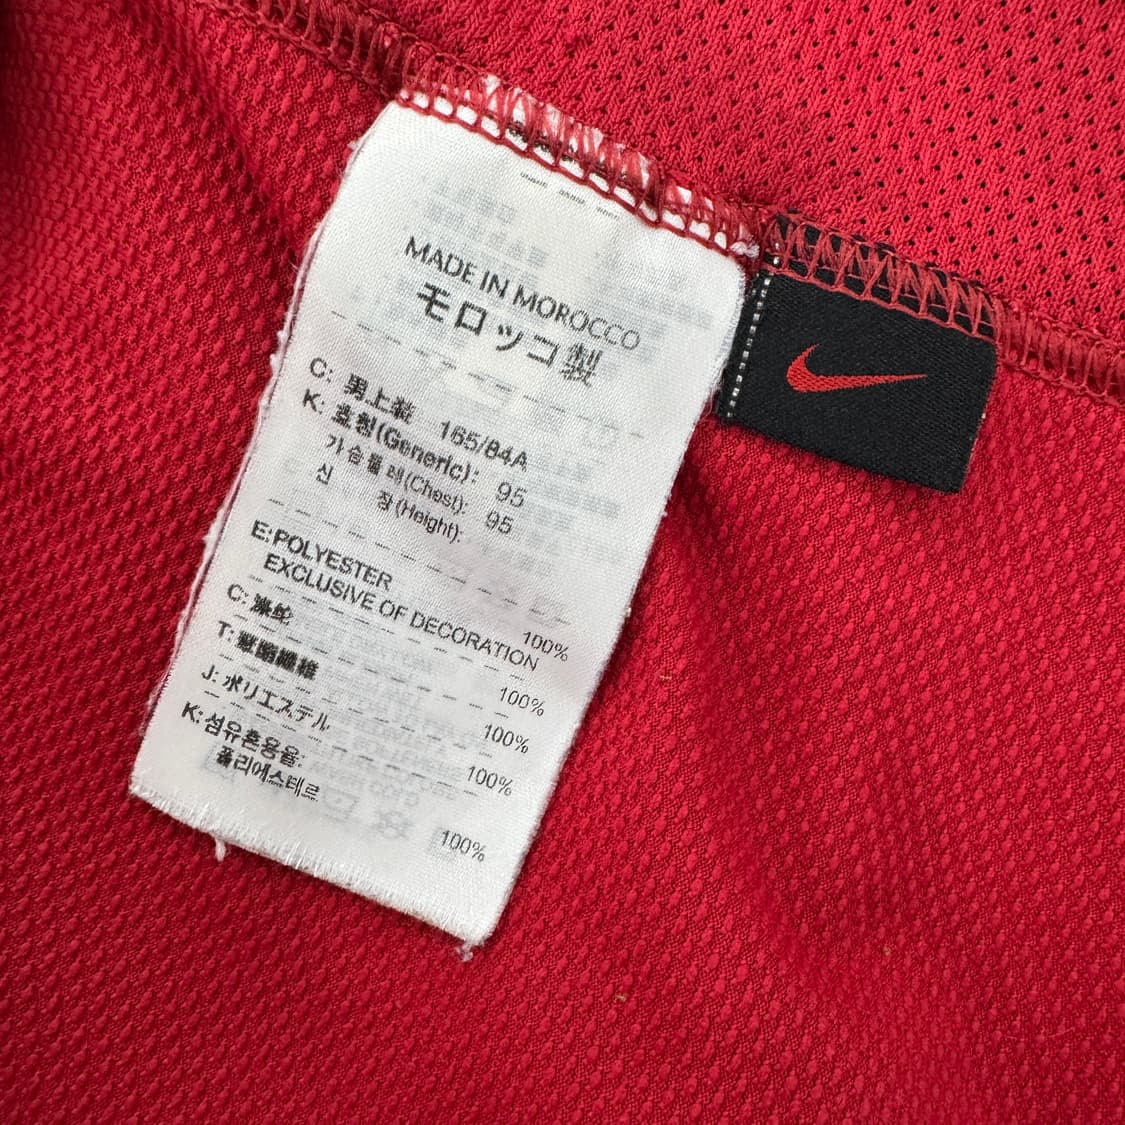 MADE IN MOROCCO
モロッコ製
C: 男上装 165/84A
K: 호칭(Generic): 95
가슴둘레(Chest): 95
신 장(Height):
E:POLYESTER 100%
EXCLUSIVE OF DECORATION
C: 涤纶 100%
T: 聚酯纖維 100%
J: ポリエステル 100%
K: 섬유혼용율:
폴리에스테르 100%